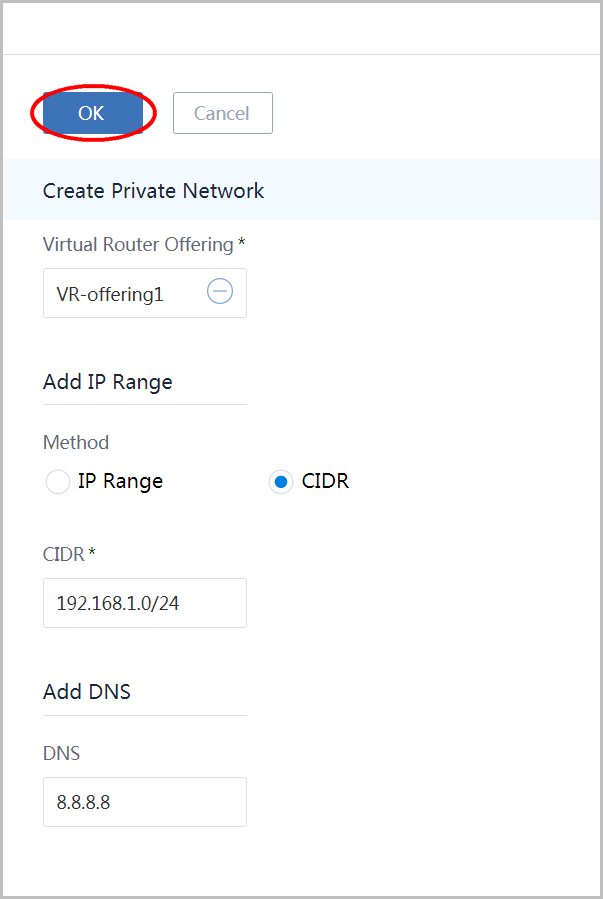 OK Cancel
Create Private Network
Virtual Router Offering *
VR-offering1
Add IP Range
Method
IP Range CIDR
CIDR *
192.168.1.0/24
Add DNS
DNS
8.8.8.8